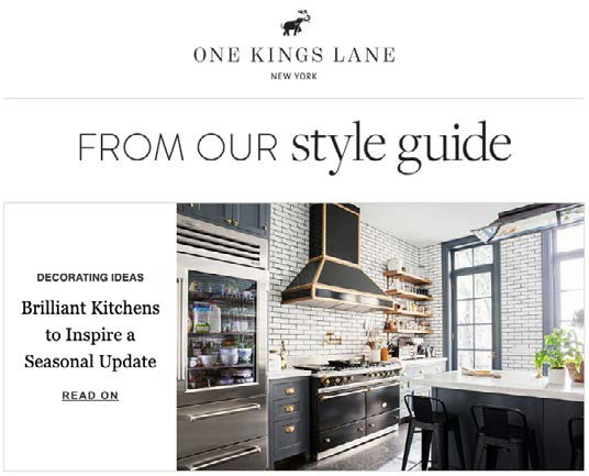 ONE KINGS LANE
NEW YORK
FROM OUR style guide
DECORATING IDEAS
Brilliant Kitchens
to Inspire a
Seasonal Update
READ ON